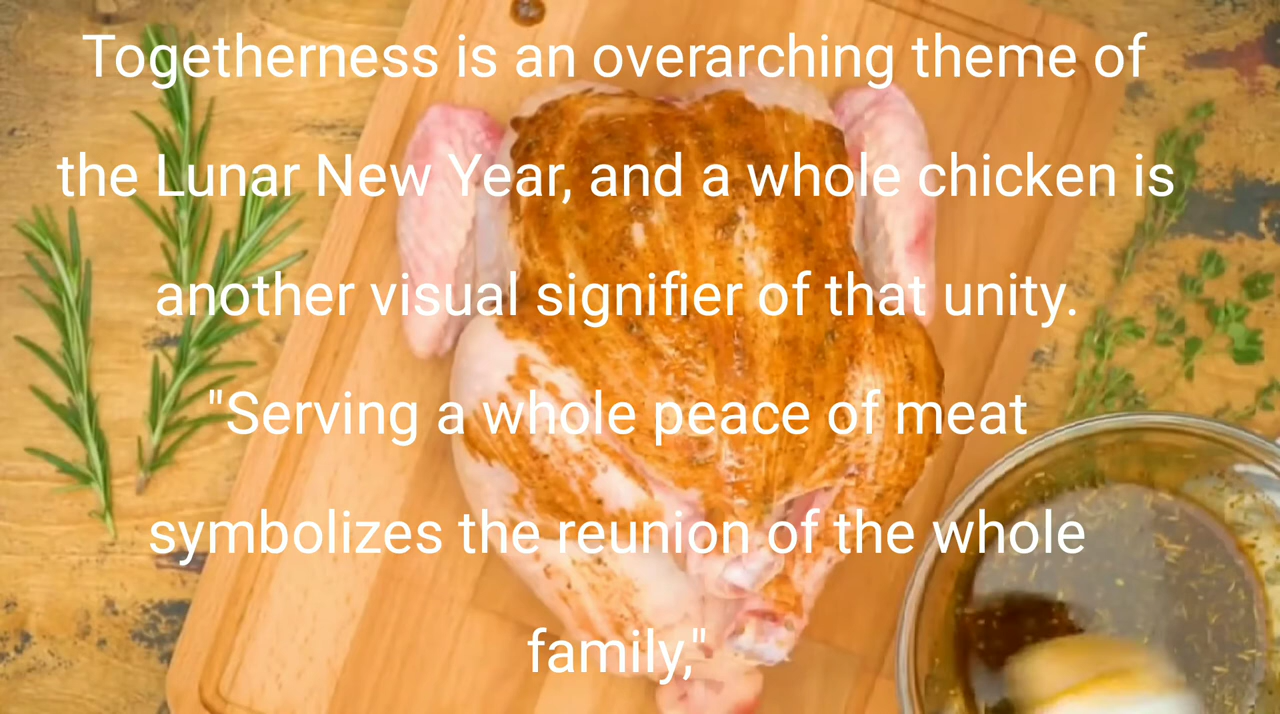 Togetherness is an overarching theme of
the Lunar New Year, and a whole chicken is
another visual signifier of that unity.
"Serving a whole peace of meat
symbolizes the reunion of the whole
family,"